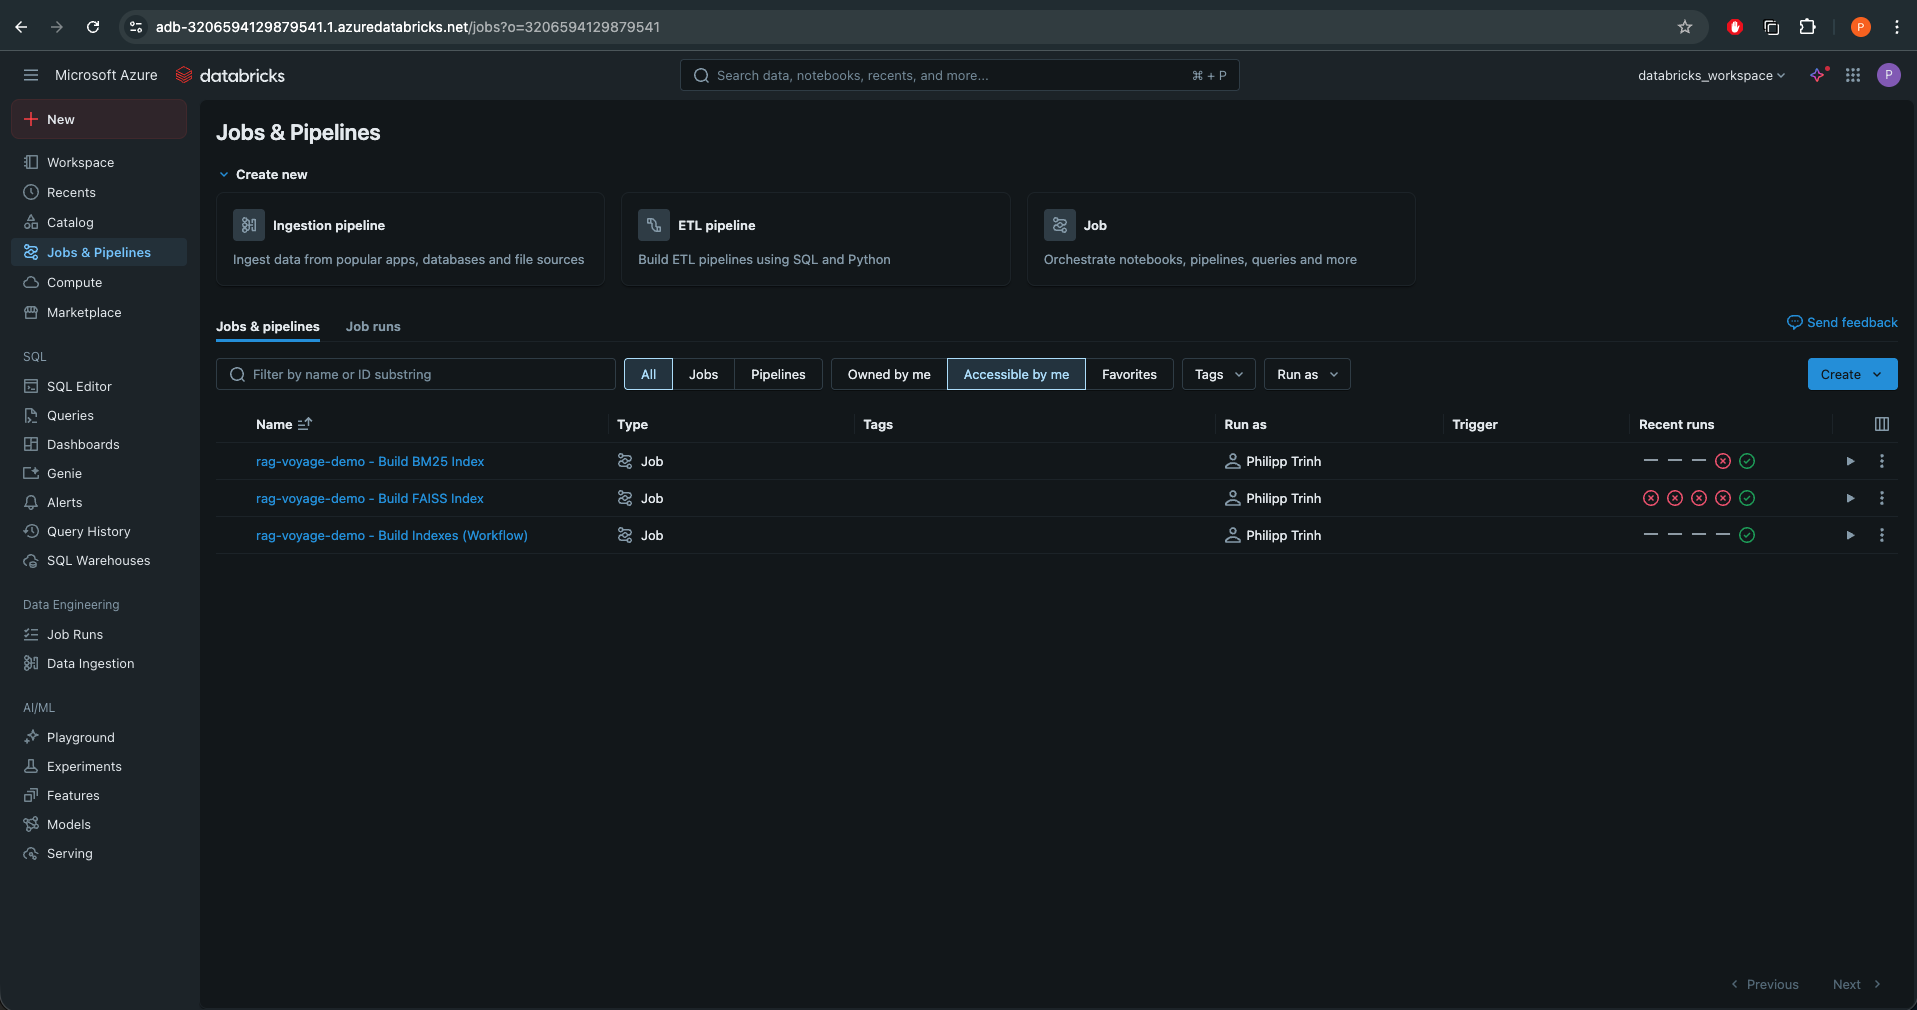 adb-3206594129879541.1.azuredatabricks.net/jobs?o=3206594129879541
P
Microsoft Azure
databricks
Search data, notebooks, recents, and more...
⌘ + P
databricks_workspace
P
New
Workspace
Recents
Catalog
Jobs & Pipelines
Compute
Marketplace
SQL
SQL Editor
Queries
Dashboards
Genie
Alerts
Query History
SQL Warehouses
Data Engineering
Job Runs
Data Ingestion
AI/ML
Playground
Experiments
Features
Models
Serving
Jobs & Pipelines
Create new
Ingestion pipeline
Ingest data from popular apps, databases and file sources
ETL pipeline
Build ETL pipelines using SQL and Python
Job
Orchestrate notebooks, pipelines, queries and more
Jobs & pipelines Job runs
Send feedback
Filter by name or ID substring
All Jobs Pipelines
Owned by me Accessible by me Favorites
Tags
Run as
Create
Name Type Tags Run as Trigger Recent runs
rag-voyage-demo - Build BM25 Index Job Philipp Trinh
rag-voyage-demo - Build FAISS Index Job Philipp Trinh
rag-voyage-demo - Build Indexes (Workflow) Job Philipp Trinh
Previous Next